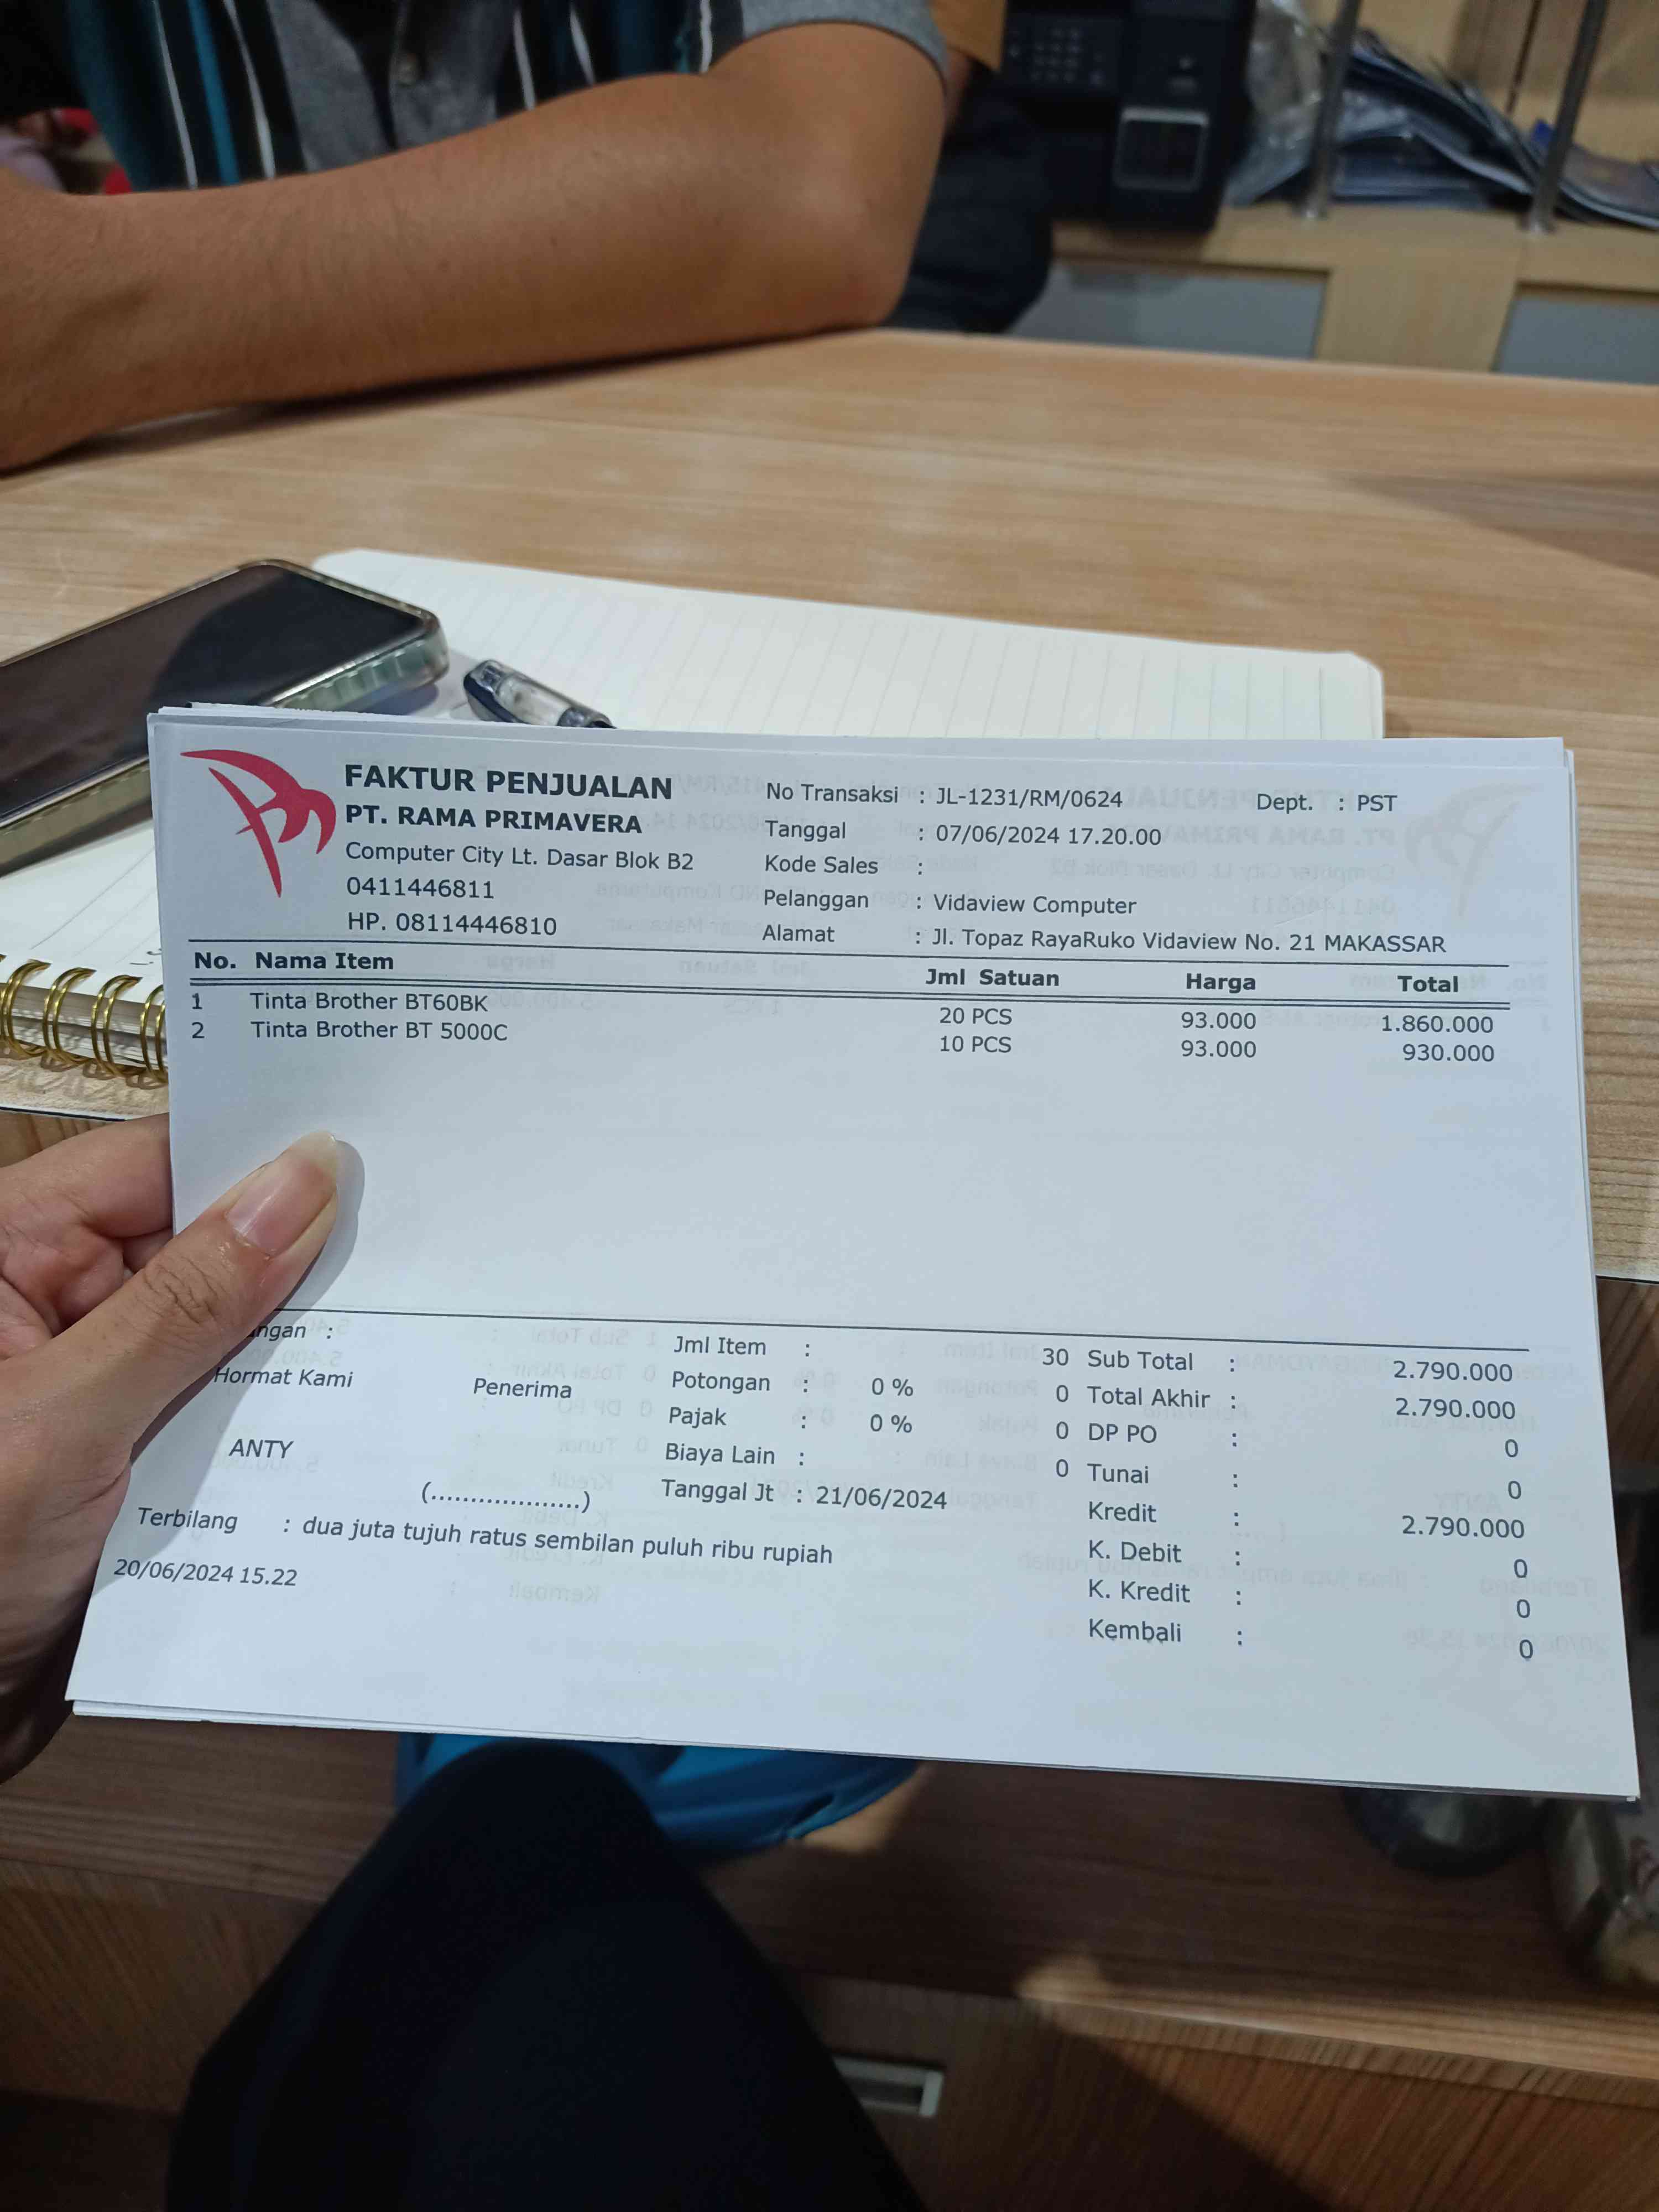 FAKTUR PENJUALAN
PT. RAMA PRIMAVERA
Computer City Lt. Dasar Blok B2
0411446811
HP. 08114446810
No Transaksi : JL-1231/RM/0624 Dept. : PST
Tanggal : 07/06/2024 17.20.00
Kode Sales :
Pelanggan : Vidaview Computer
Alamat : Jl. Topaz RayaRuko Vidaview No. 21 MAKASSAR
No. Nama Item Jml Satuan Harga Total
1 Tinta Brother BT60BK 20 PCS 93.000 1.860.000
2 Tinta Brother BT 5000C 10 PCS 93.000 930.000
ngan :
Hormat Kami
Penerima
ANTY
(...................)
Jml Item : 30
Potongan : 0 % 0
Pajak : 0 % 0
Biaya Lain : 0
Tanggal Jt : 21/06/2024
Sub Total : 2.790.000
Total Akhir : 2.790.000
DP PO : 0
Tunai : 0
Kredit : 2.790.000
K. Debit : 0
K. Kredit : 0
Kembali : 0
Terbilang : dua juta tujuh ratus sembilan puluh ribu rupiah
20/06/2024 15.22